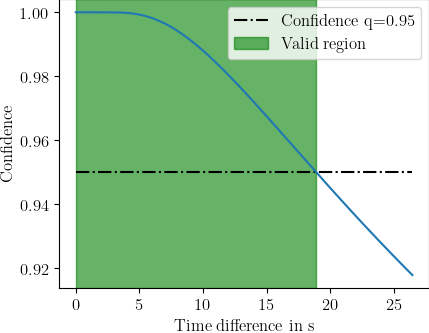 1.00
0.98
0.96
0.94
0.92
Confidence
Confidence q=0.95
Valid region
0 5 10 15 20 25
Time difference in s